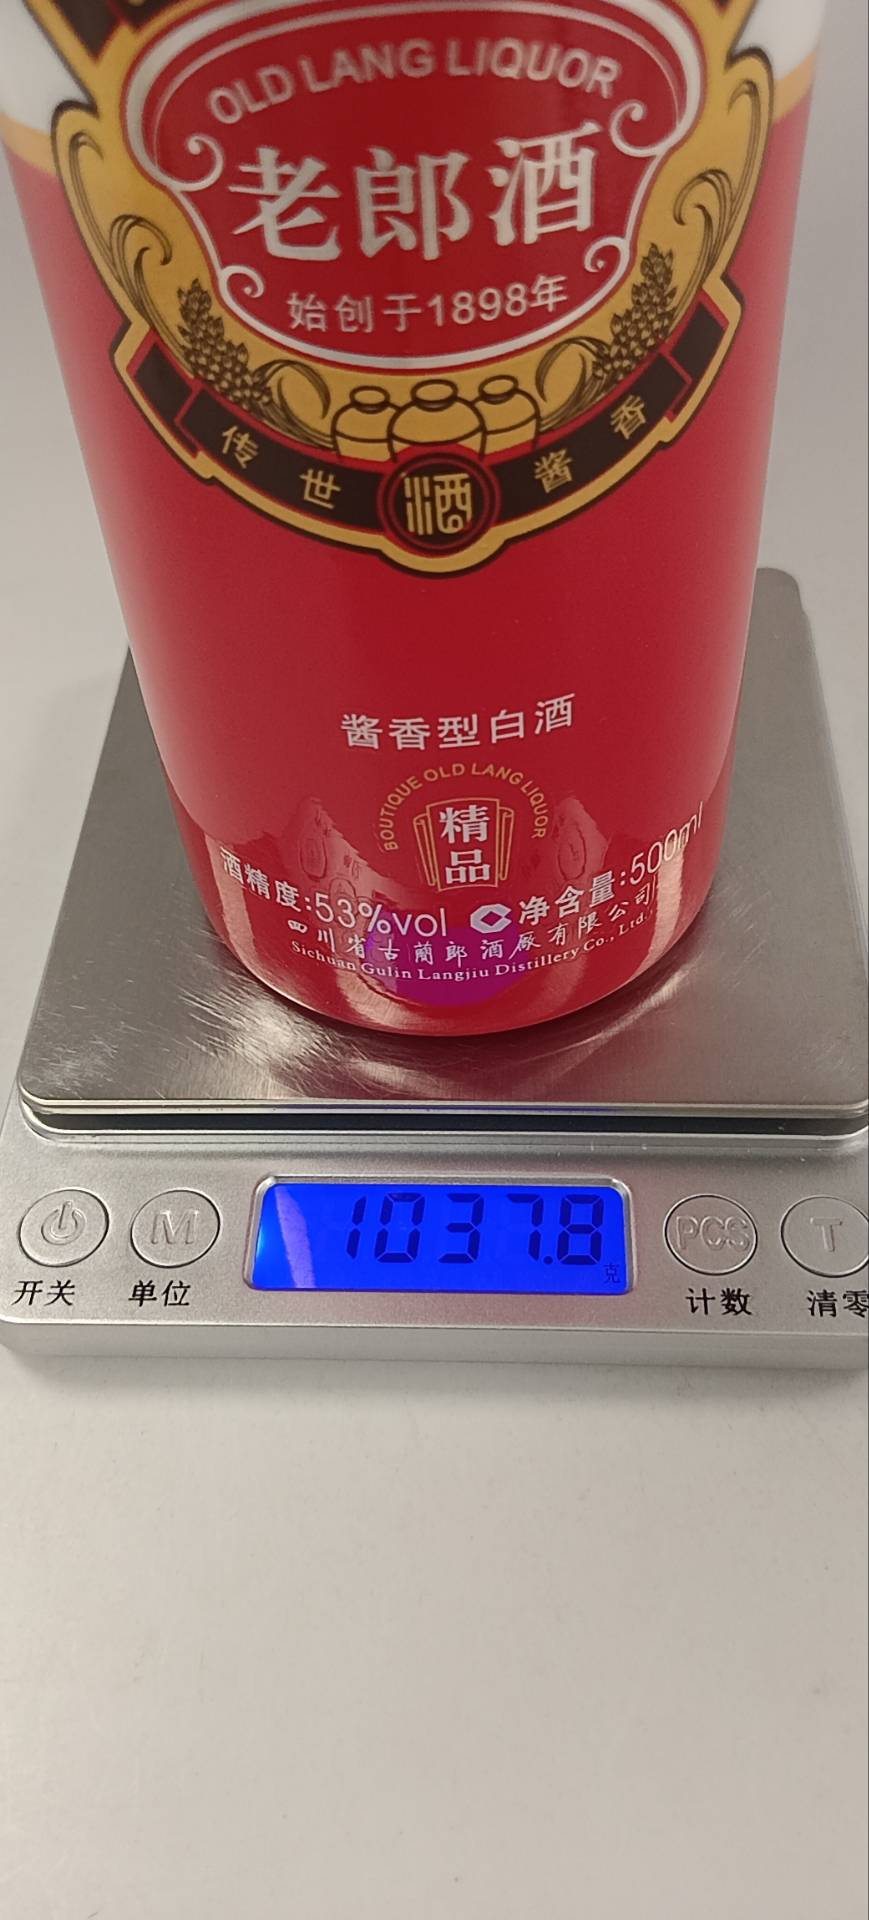 OLD LANG LIQUOR
老郎酒
始创于1898年
传世酒酱香
酱香型白酒
BOUTIQUE OLD LANG LIQUOR
精
品
酒精度:53%vol 净含量:500ml
四川省古蔺郎酒厰有限公司
Sichuan Gulin Langjiu Distillery Co., Ltd.
1037.8
克
M PCS T
开关 单位 计数 清零